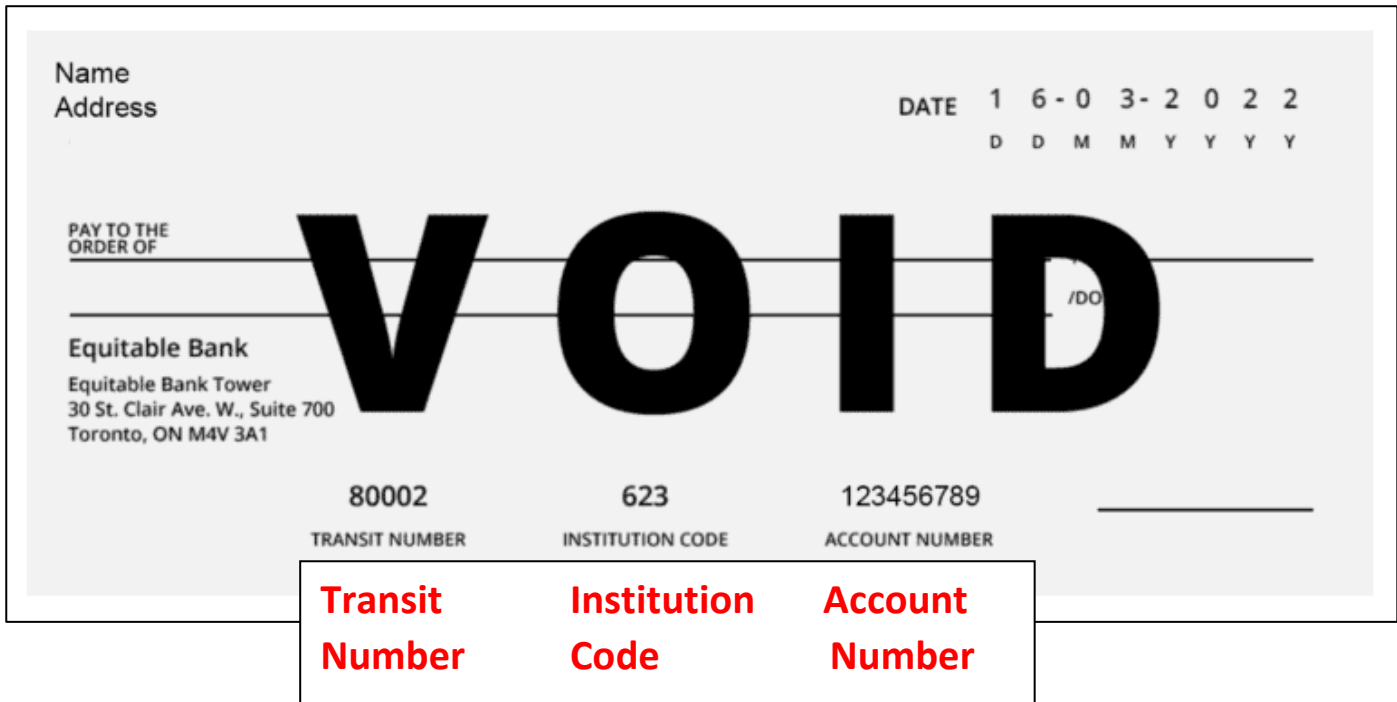 Name
Address
DATE 1 6 - 0 3 - 2 0 2 2
D D M M Y Y Y Y
PAY TO THE
ORDER OF
VOID
/DO
Equitable Bank
Equitable Bank Tower
30 St. Clair Ave. W., Suite 700
Toronto, ON M4V 3A1
80002 623 123456789
TRANSIT NUMBER INSTITUTION CODE ACCOUNT NUMBER
Transit Institution Account
Number Code Number